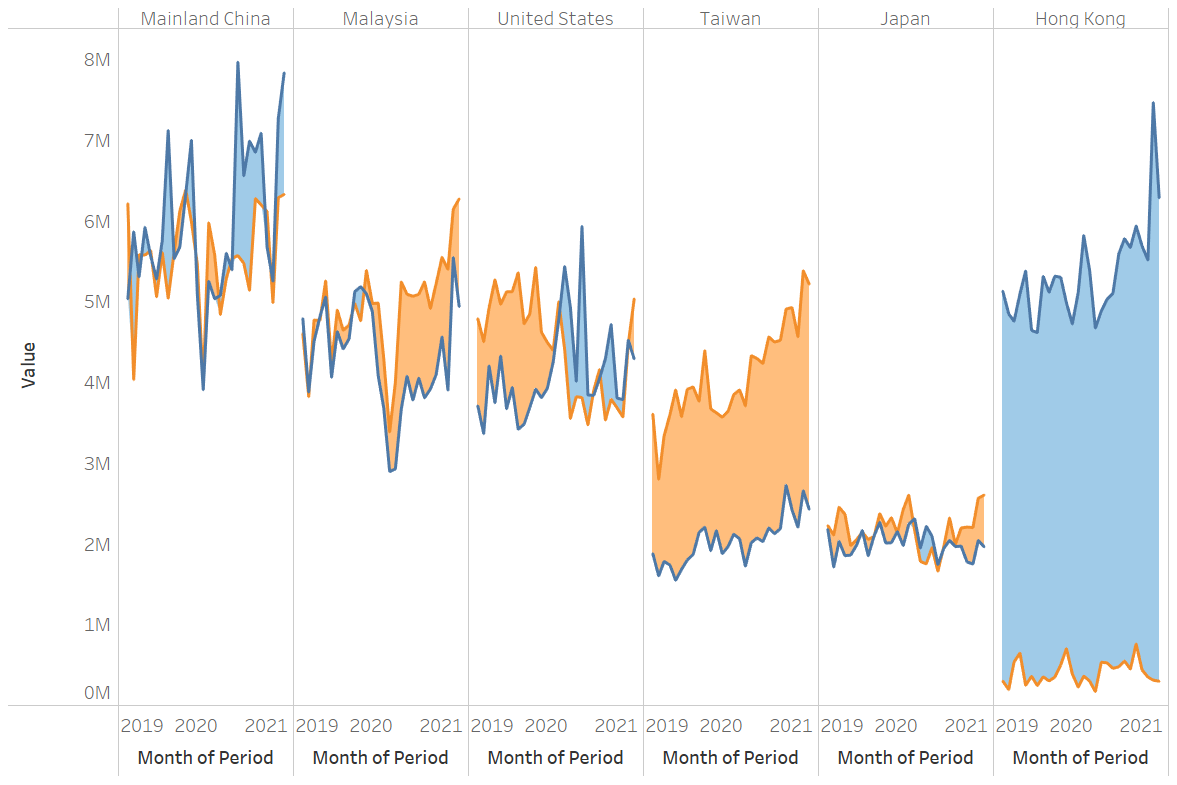 Mainland China Malaysia United States Taiwan Japan Hong Kong
8M
7M
6M
5M
4M
3M
2M
1M
0M
Value
2019 2020 2021 2019 2020 2021 2019 2020 2021 2019 2020 2021 2019 2020 2021 2019 2020 2021
Month of Period Month of Period Month of Period Month of Period Month of Period Month of Period